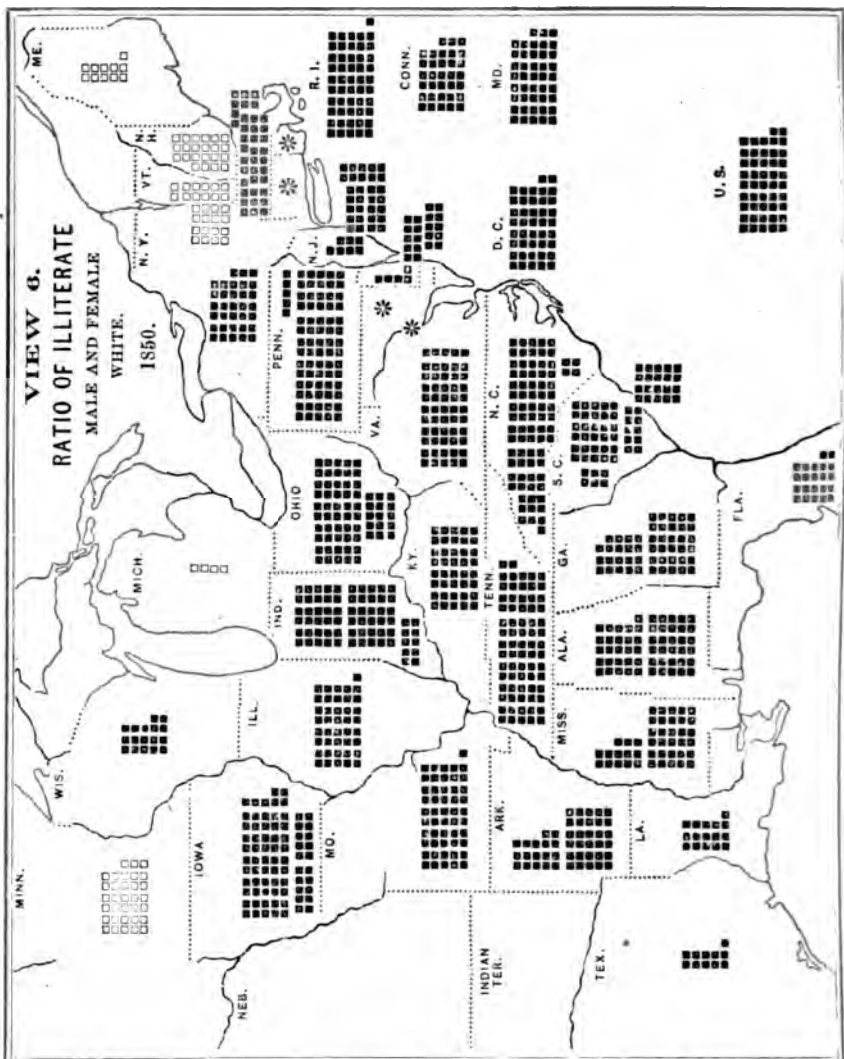 VIEW 6.
RATIO OF ILLITERATE
MALE AND FEMALE
WHITE.
1850.
ME.
N. H.
VT.
N. Y.
R. I.
CONN.
MD.
N.J.
PENN.
D. C.
U. S.
MICH.
OHIO
VA.
N. C.
S. C.
WIS.
IND.
KY.
TENN.
GA.
FLA.
MINN.
ILL.
ALA.
IOWA
MO.
MISS.
ARK.
LA.
NEB.
INDIAN
TER.
TEX.